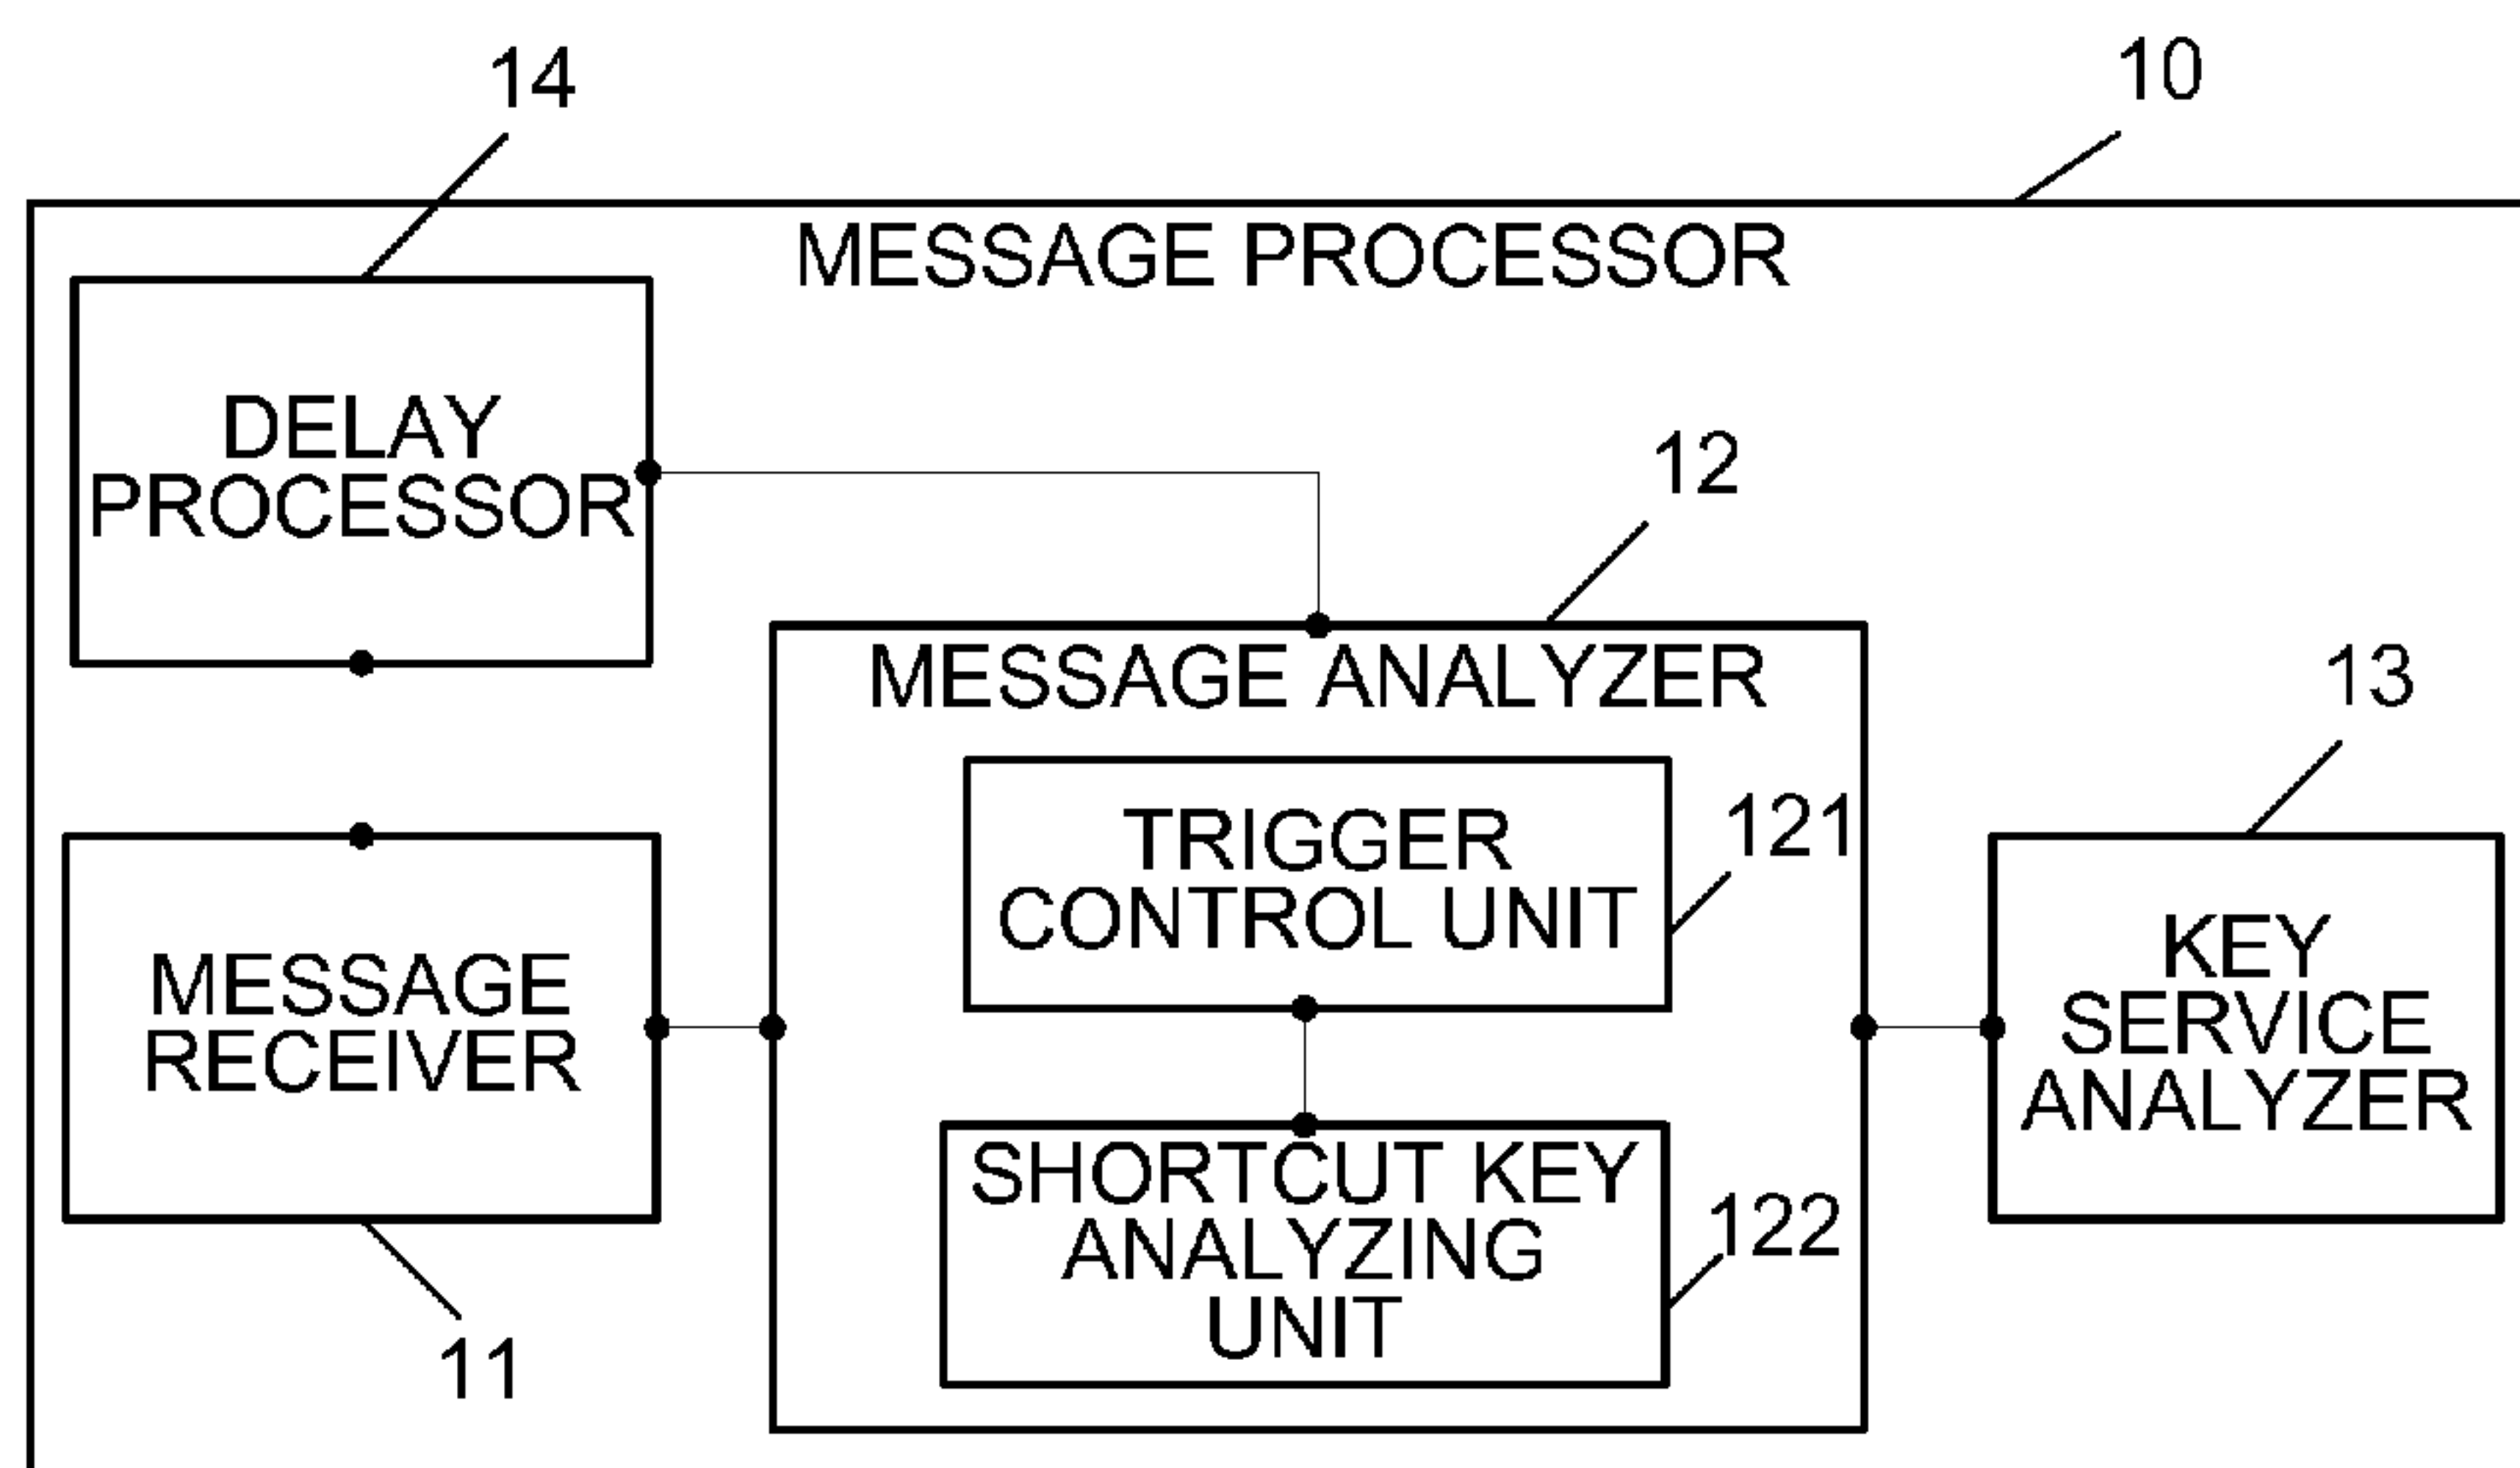 14
10
MESSAGE PROCESSOR
DELAY
PROCESSOR
12
MESSAGE ANALYZER
13
TRIGGER
CONTROL UNIT
121
MESSAGE
RECEIVER
KEY
SERVICE
ANALYZER
SHORTCUT KEY
ANALYZING
UNIT
122
11